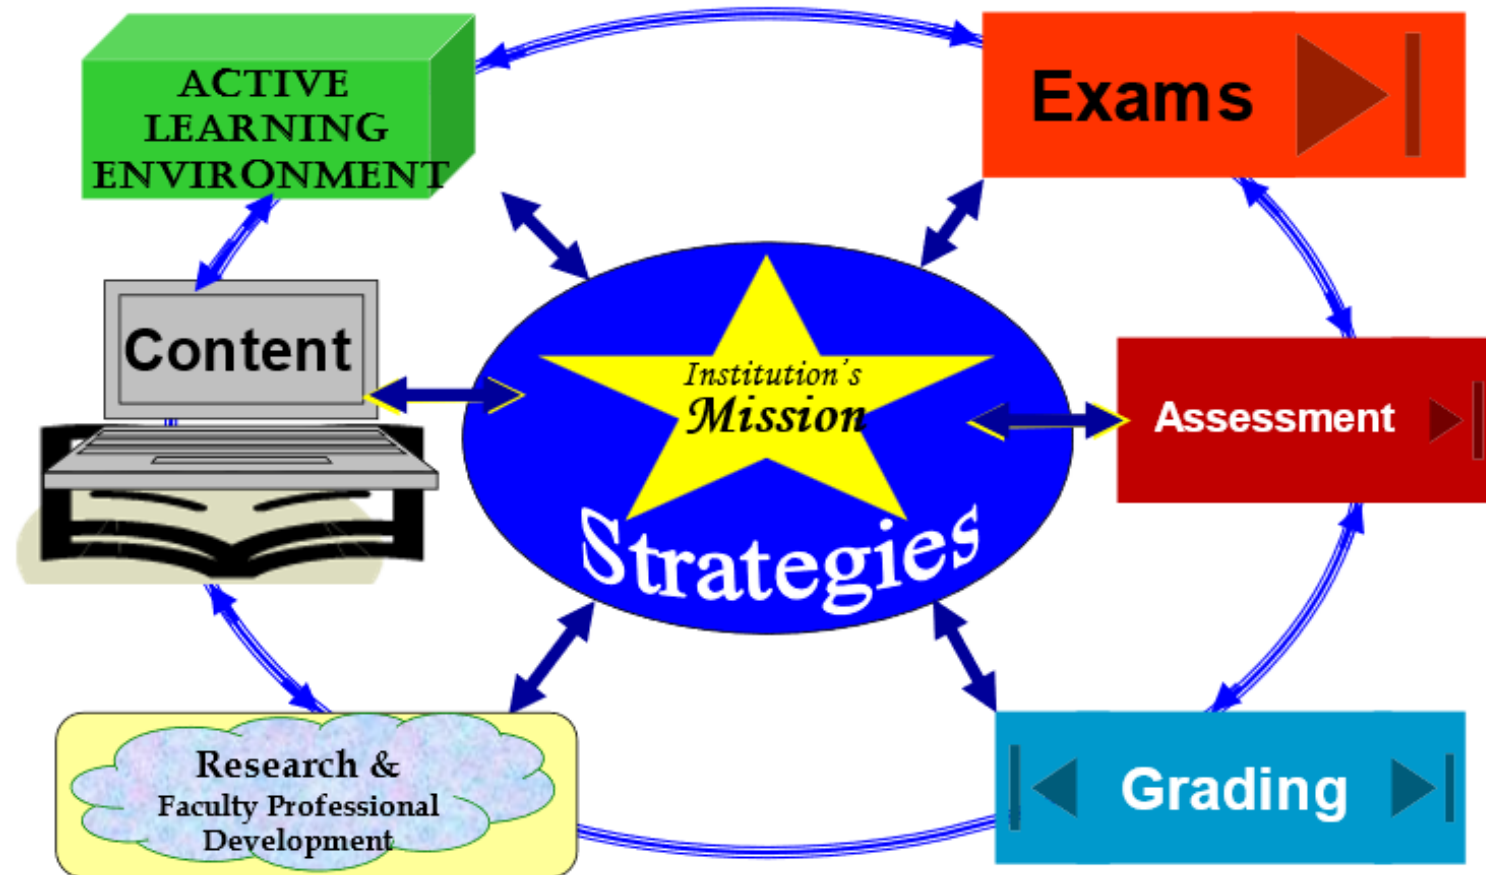 ACTIVE
LEARNING
ENVIRONMENT
Exams
Content
Institution's
Mission
Strategies
Assessment
Research &
Faculty Professional
Development
Grading